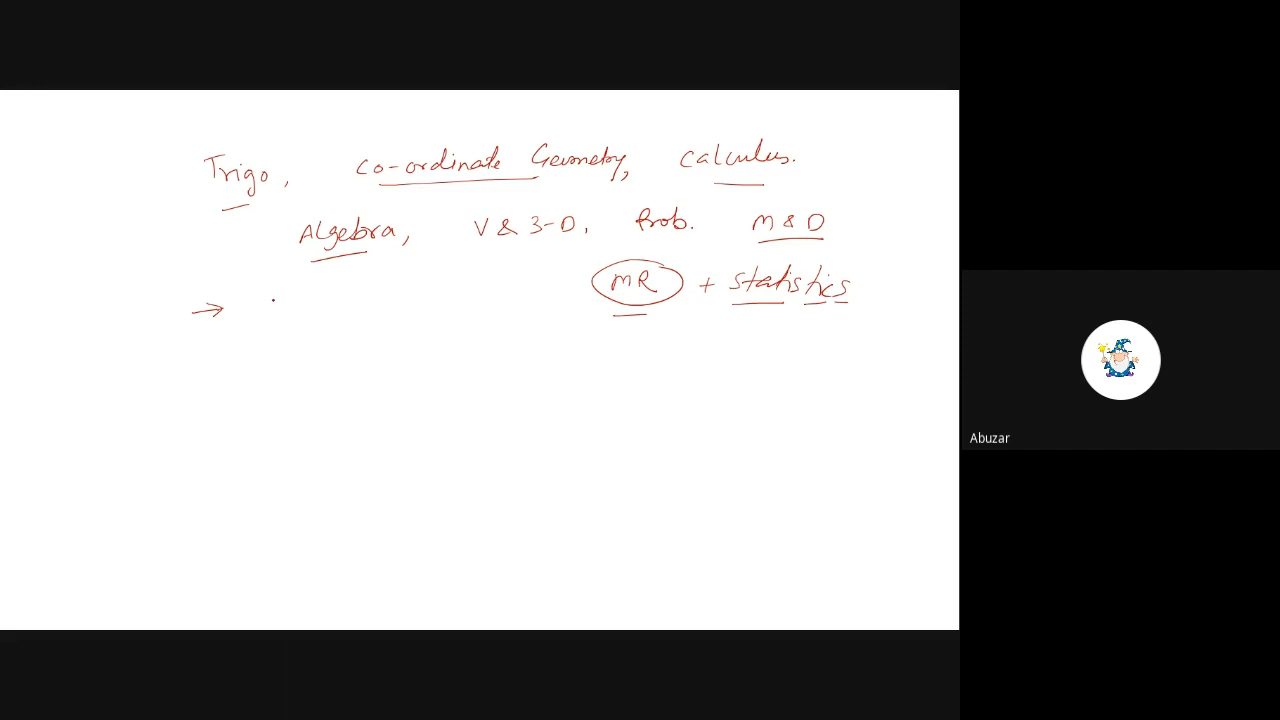 Trigo, Co-ordinate Geometry, Calculus.
Algebra, V & 3-D, Prob. M & D
MR + Statistics
→
Abuzar